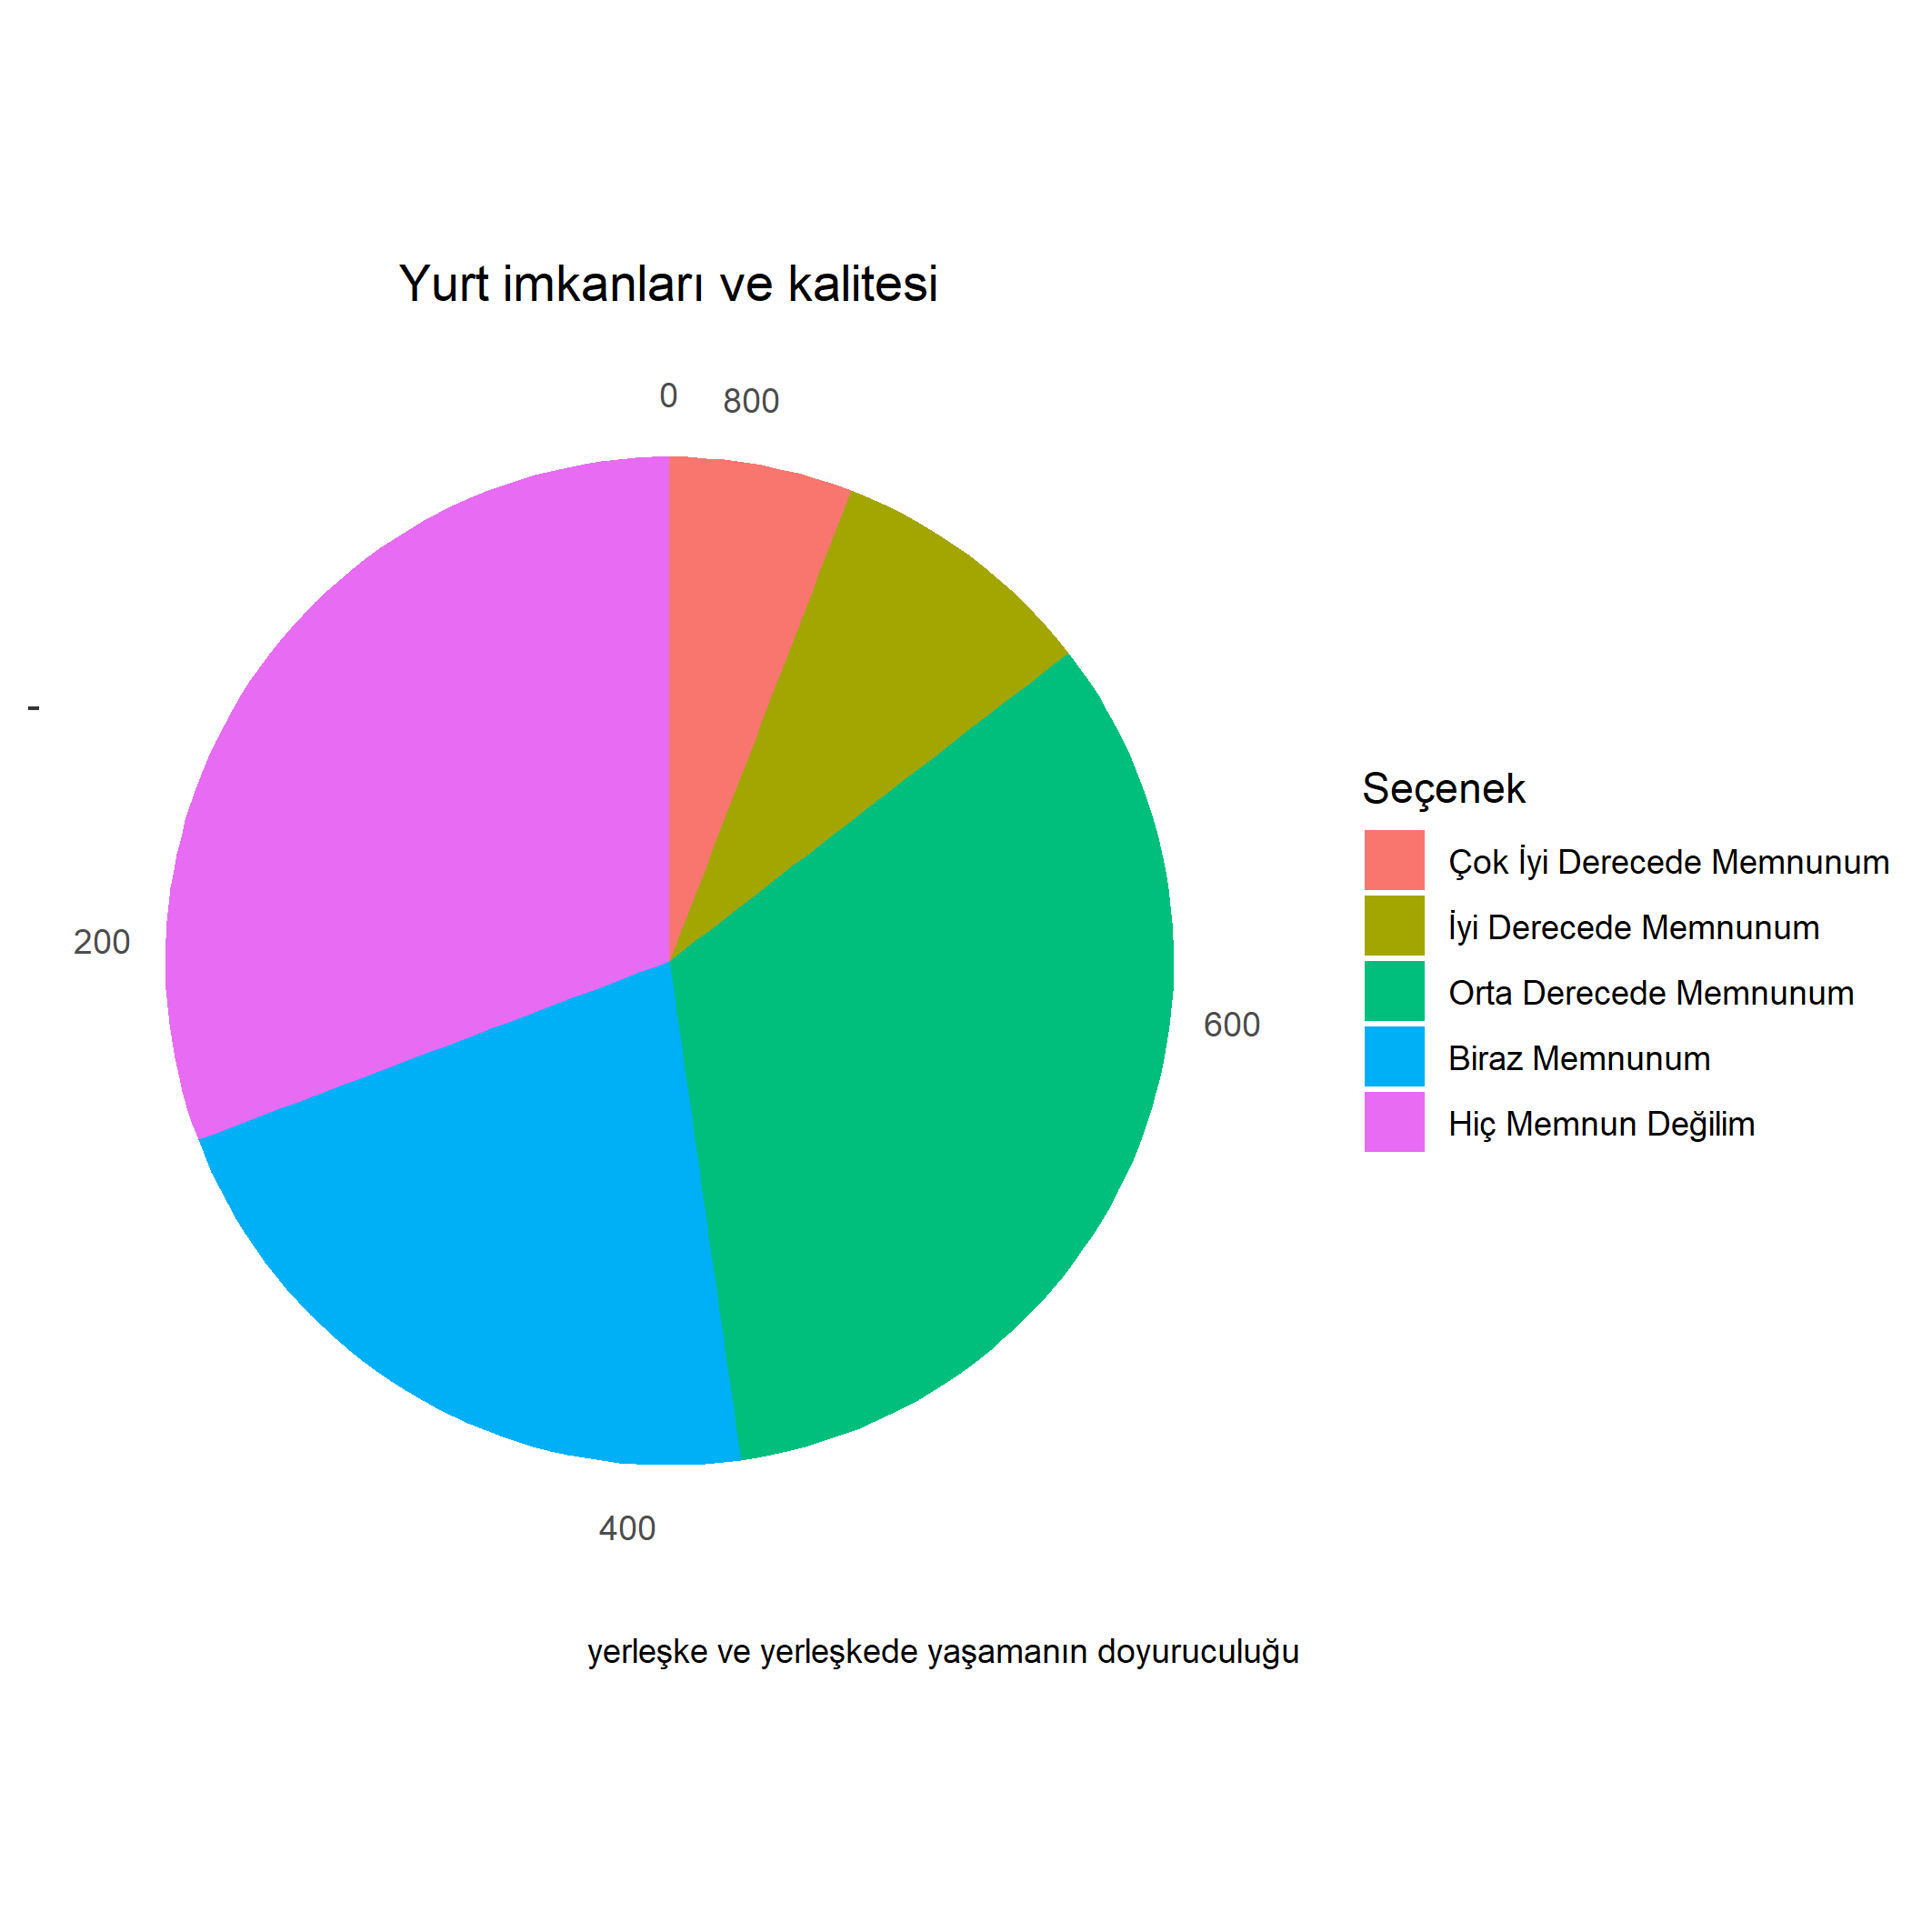 Yurt imkanları ve kalitesi
0
800
-
200
600
400
Seçenek
Çok İyi Derecede Memnunum
İyi Derecede Memnunum
Orta Derecede Memnunum
Biraz Memnunum
Hiç Memnun Değilim
yerleşke ve yerleşkede yaşamanın doyuruculuğu